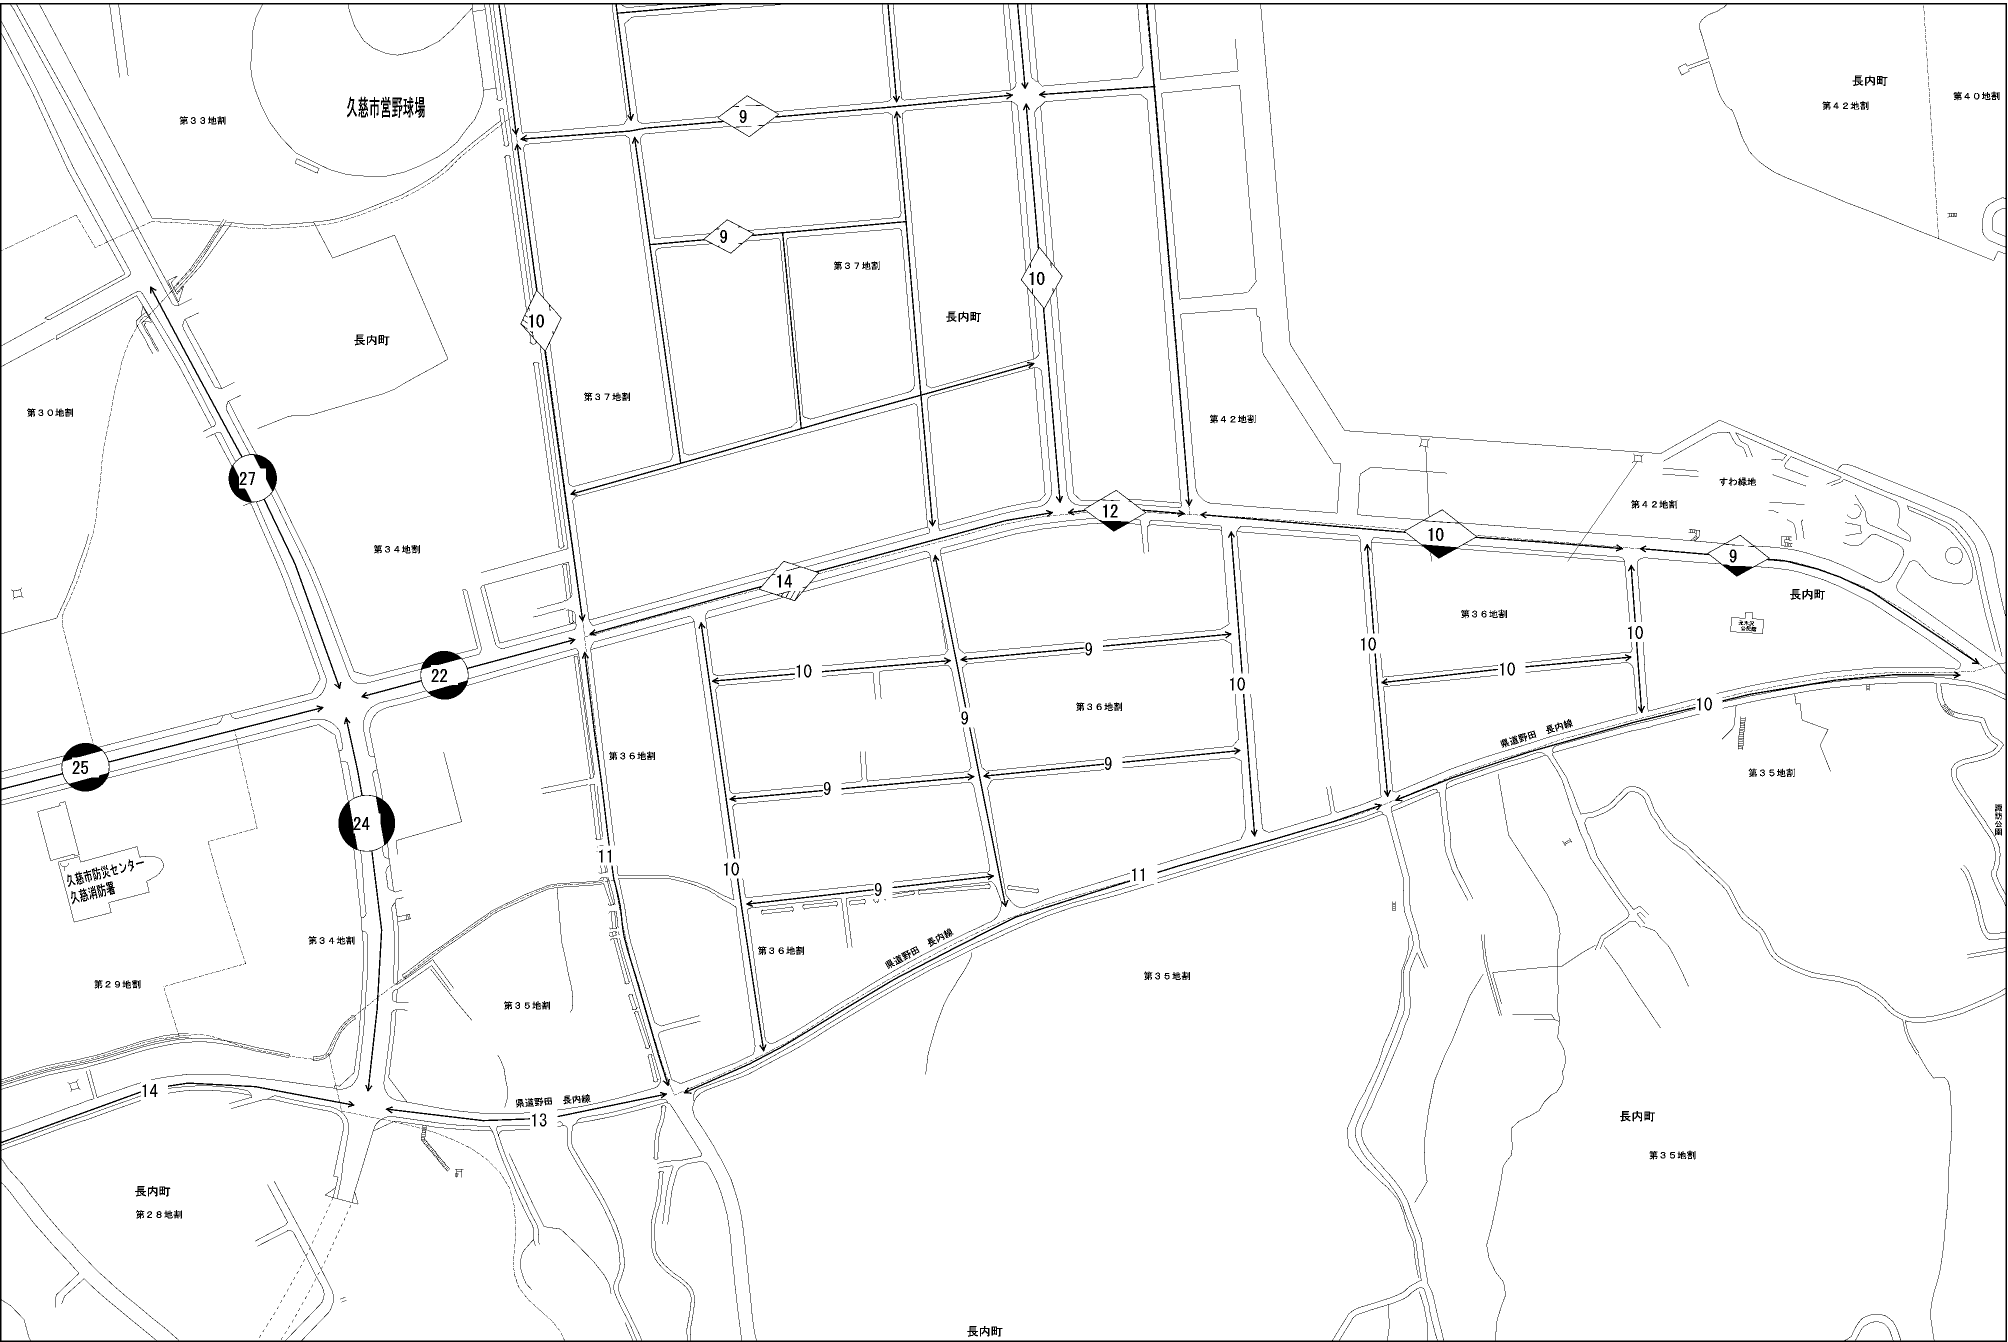 長内町
第４２地割
第４０地割
久慈市営野球場
第３３地割
9
9
第３７地割
10
長内町
10
長内町
第３７地割
第３０地割
第４２地割
27
すわ緑地
第４２地割
12
10
第３４地割
9
14
長内町
第３６地割
10
10
9
10
10
22
10
9
第３６地割
10
県道野田 長内線
第３６地割
9
25
第３５地割
9
諏訪公園
24
11
10
11
久慈市防災センター
久慈消防署
9
第３４地割
県道野田 長内線
第３６地割
第２９地割
第３５地割
第３５地割
14
県道野田 長内線
13
長内町
第３５地割
長内町
第２８地割
長内町